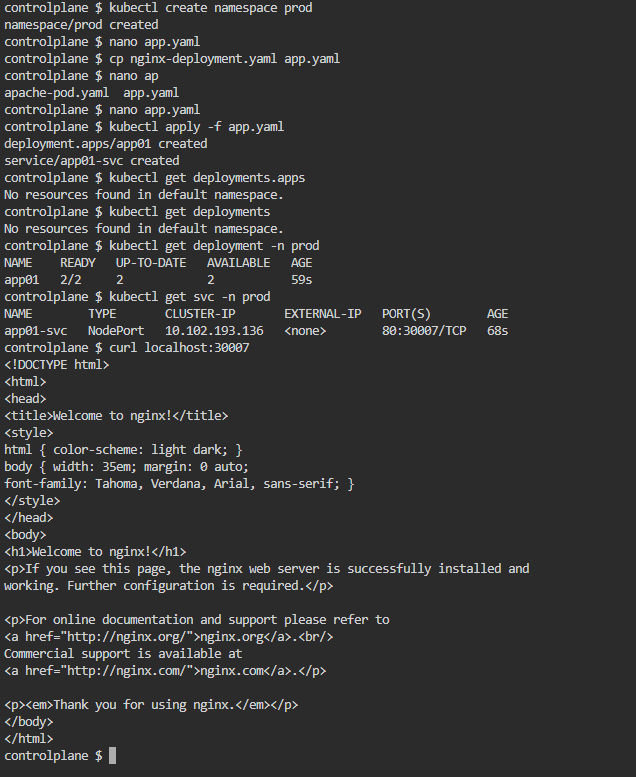 controlplane $ kubectl create namespace prod
namespace/prod created
controlplane $ nano app.yaml
controlplane $ cp nginx-deployment.yaml app.yaml
controlplane $ nano ap
apache-pod.yaml  app.yaml
controlplane $ nano app.yaml
controlplane $ kubectl apply -f app.yaml
deployment.apps/app01 created
service/app01-svc created
controlplane $ kubectl get deployments.apps
No resources found in default namespace.
controlplane $ kubectl get deployments
No resources found in default namespace.
controlplane $ kubectl get deployment -n prod
NAME    READY   UP-TO-DATE   AVAILABLE   AGE
app01   2/2     2            2           59s
controlplane $ kubectl get svc -n prod
NAME        TYPE       CLUSTER-IP       EXTERNAL-IP   PORT(S)        AGE
app01-svc   NodePort   10.102.193.136   <none>        80:30007/TCP   68s
controlplane $ curl localhost:30007
<!DOCTYPE html>
<html>
<head>
<title>Welcome to nginx!</title>
<style>
html { color-scheme: light dark; }
body { width: 35em; margin: 0 auto;
font-family: Tahoma, Verdana, Arial, sans-serif; }
</style>
</head>
<body>
<h1>Welcome to nginx!</h1>
<p>If you see this page, the nginx web server is successfully installed and
working. Further configuration is required.</p>

<p>For online documentation and support please refer to
<a href="http://nginx.org/">nginx.org</a>.<br/>
Commercial support is available at
<a href="http://nginx.com/">nginx.com</a>.</p>

<p><em>Thank you for using nginx.</em></p>
</body>
</html>
controlplane $